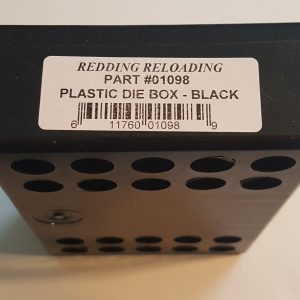 REDDING RELOADING
PART #01098
PLASTIC DIE BOX - BLACK
6 11760 01098 9